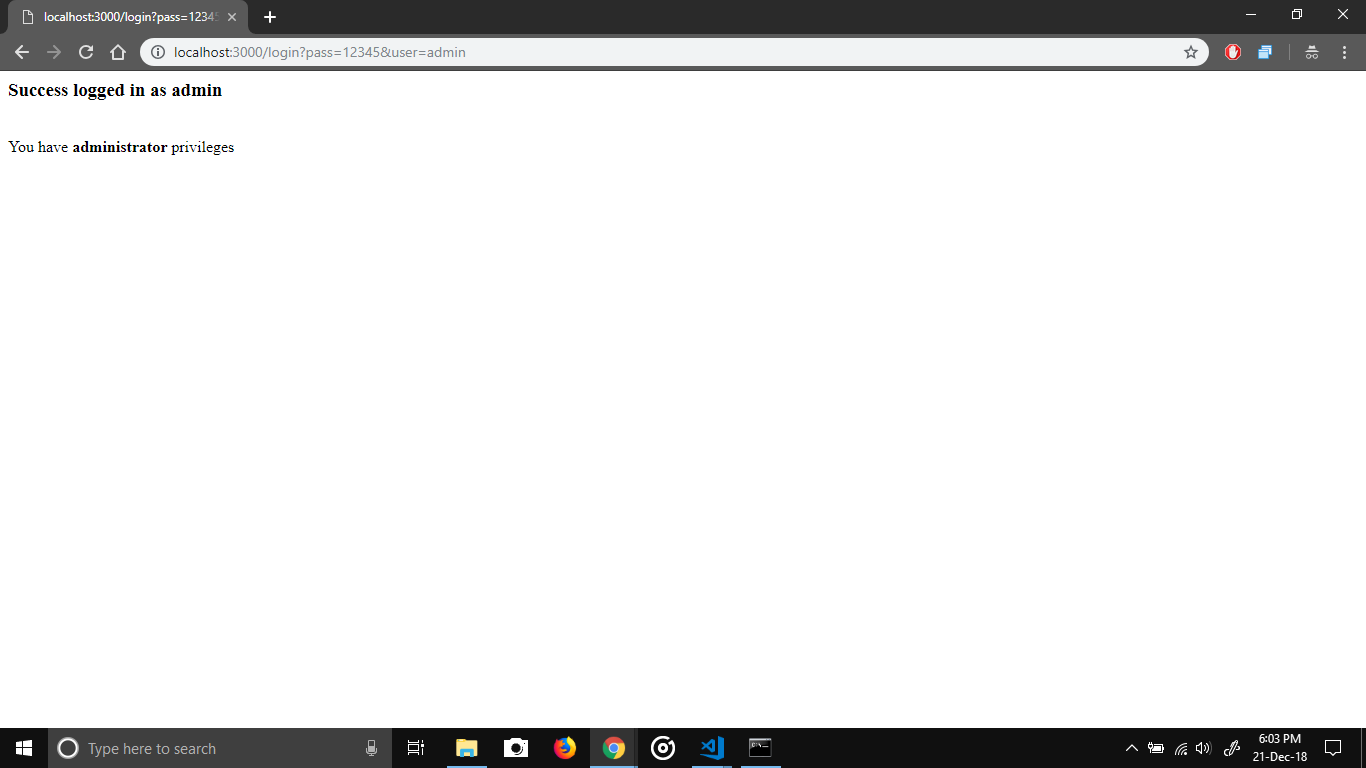 localhost:3000/login?pass=1234
localhost:3000/login?pass=12345&user=admin
Success logged in as admin
You have administrator privileges
Type here to search
6:03 PM
21-Dec-18